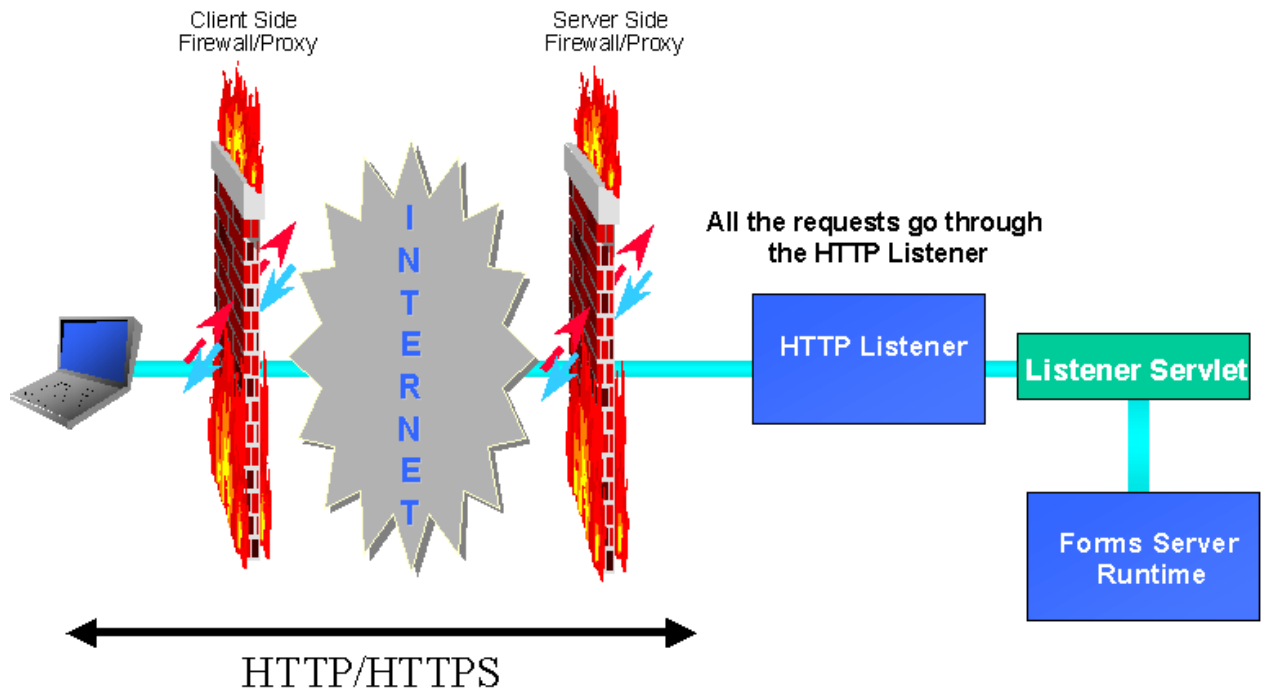 Client Side
Firewall/Proxy
Server Side
Firewall/Proxy
INTERNET
All the requests go through
the HTTP Listener
HTTP Listener
Listener Servlet
Forms Server
Runtime
HTTP/HTTPS